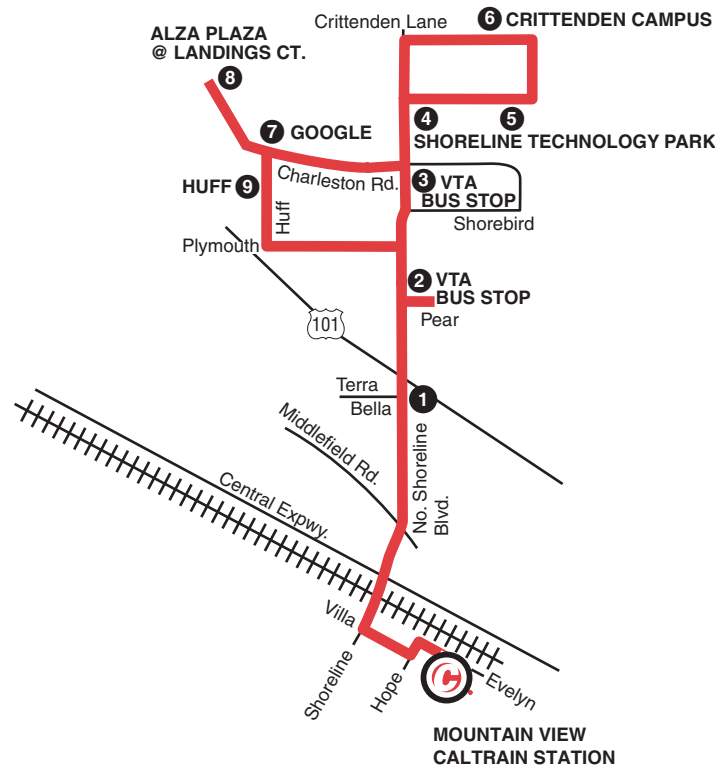 Crittenden Lane
6 CRITTENDEN CAMPUS
ALZA PLAZA
@ LANDINGS CT.
8
7 GOOGLE
4
5
SHORELINE TECHNOLOGY PARK
Charleston Rd.
HUFF 9
Huff
3 VTA
BUS STOP
Shorebird
Plymouth
2 VTA
BUS STOP
Pear
101
Terra
Bella
1
Middlefield Rd.
No. Shoreline
Blvd.
Central Expwy.
Villa
Shoreline
Hope
C
Evelyn
MOUNTAIN VIEW
CALTRAIN STATION